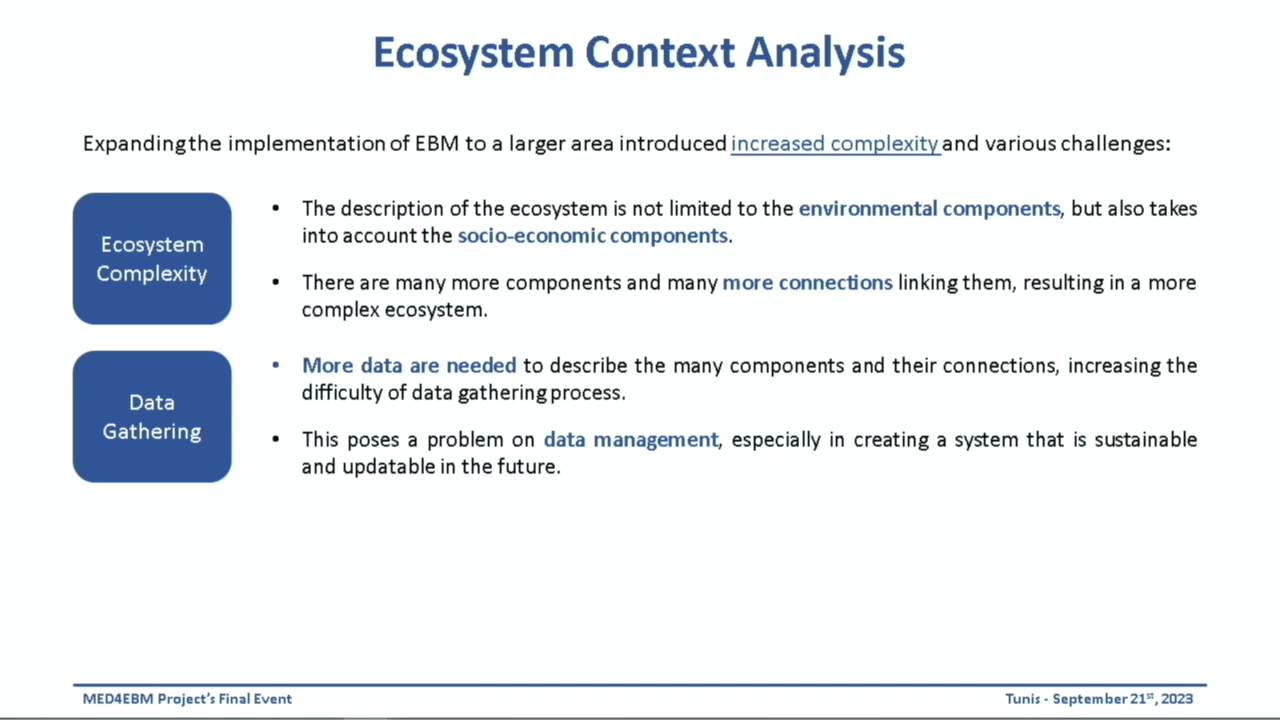 Ecosystem Context Analysis
Expanding the implementation of EBM to a larger area introduced increased complexity and various challenges:
Ecosystem
Complexity
• The description of the ecosystem is not limited to the environmental components, but also takes
into account the socio-economic components.
• There are many more components and many more connections linking them, resulting in a more
complex ecosystem.
Data
Gathering
• More data are needed to describe the many components and their connections, increasing the
difficulty of data gathering process.
• This poses a problem on data management, especially in creating a system that is sustainable
and updatable in the future.
MED4EBM Project's Final Event
Tunis - September 21st, 2023